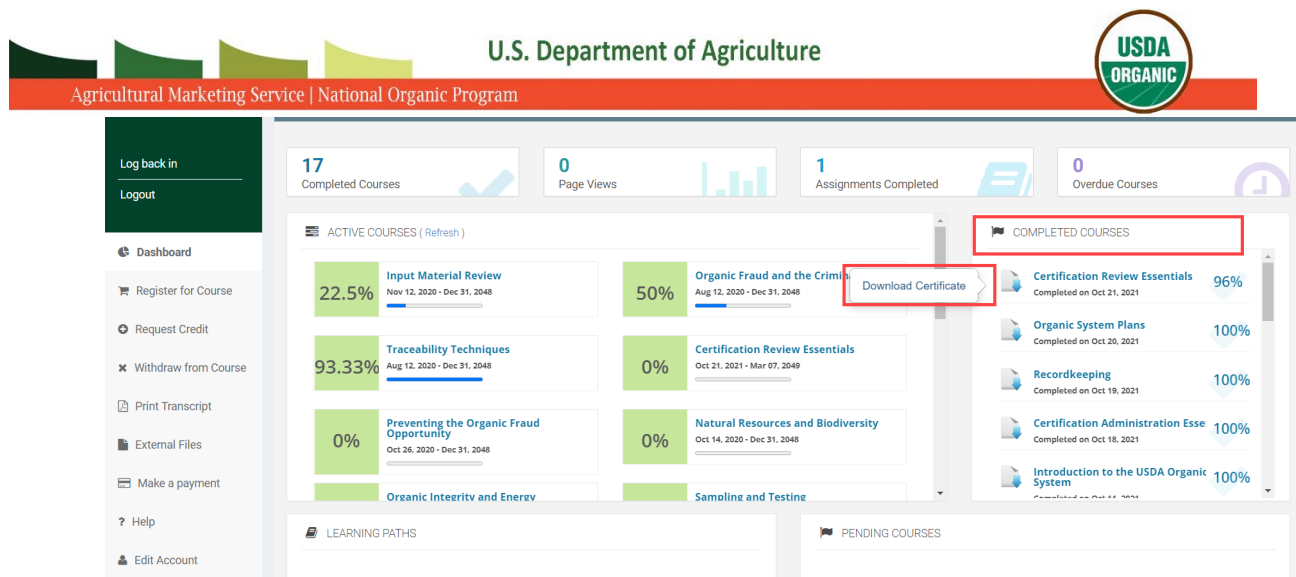 U.S. Department of Agriculture
USDA
ORGANIC
Agricultural Marketing Service | National Organic Program
Log back in
Logout
Dashboard
Register for Course
Request Credit
Withdraw from Course
Print Transcript
External Files
Make a payment
? Help
Edit Account
17
Completed Courses
0
Page Views
1
Assignments Completed
0
Overdue Courses
ACTIVE COURSES ( Refresh )
22.5%
Input Material Review
Nov 12, 2020 - Dec 31, 2048
50%
Organic Fraud and the Crimin
Aug 12, 2020 - Dec 31, 2048
93.33%
Traceability Techniques
Aug 12, 2020 - Dec 31, 2048
0%
Certification Review Essentials
Oct 21, 2021 - Mar 07, 2049
0%
Preventing the Organic Fraud
Opportunity
Oct 26, 2020 - Dec 31, 2048
0%
Natural Resources and Biodiversity
Oct 14, 2020 - Dec 31, 2048
Organic Integrity and Energy
Sampling and Testing
Download Certificate
COMPLETED COURSES
Certification Review Essentials
Completed on Oct 21, 2021
96%
Organic System Plans
Completed on Oct 20, 2021
100%
Recordkeeping
Completed on Oct 19, 2021
100%
Certification Administration Esse
Completed on Oct 18, 2021
100%
Introduction to the USDA Organic
System
Completed on Oct 14, 2021
100%
LEARNING PATHS
PENDING COURSES